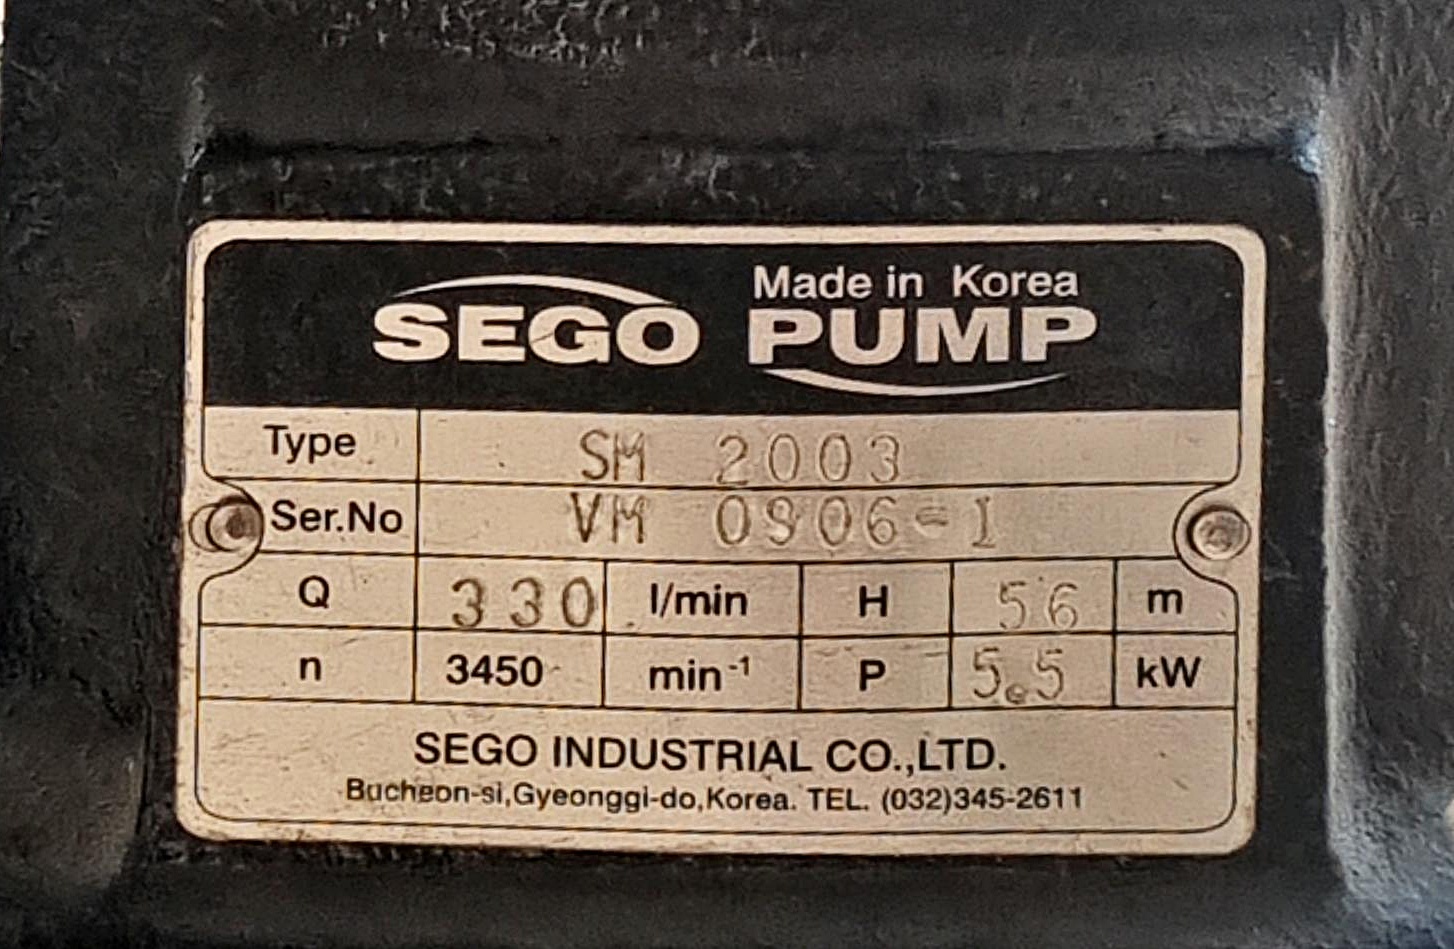 Made in Korea
SEGO PUMP
Type SM 2003
Ser.No VM 0906-1
Q 330 l/min H 56 m
n 3450 min-1 P 5.5 kW
SEGO INDUSTRIAL CO.,LTD.
Bucheon-si,Gyeonggi-do,Korea. TEL. (032)345-2611